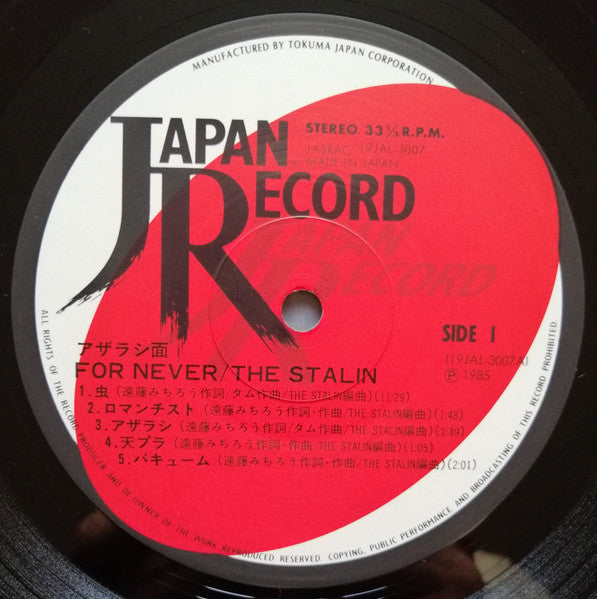 MANUFACTURED BY TOKUMA JAPAN CORPORATION
JAPAN
RECORD
STEREO 33⅓ R.P.M.
JASRAC 19JAL-3007
MADE IN JAPAN
JAPAN
RECORD
SIDE 1
(19JAL-3007A)
Ⓟ 1985
アザラシ面
FOR NEVER/THE STALIN
1. 虫(遠藤みちろう作詞/タム作曲/THE STALIN編曲)(11:29)
2. ロマンチスト(遠藤みちろう作詞・作曲/THE STALIN編曲)(1:48)
3. アザラシ(遠藤みちろう作詞/タム作曲/THE STALIN編曲)(1:49)
4. 天プラ(遠藤みちろう作詞・作曲/THE STALIN編曲)(1:05)
5. バキューム(遠藤みちろう作詞・作曲/THE STALIN編曲)(2:01)
ALL RIGHTS OF THE RECORD PRODUCER AND OF OWNER OF THE WORK REPRODUCED RESERVED. COPYING, PUBLIC PERFORMANCE AND BROADCASTING OF THIS RECORD PROHIBITED.